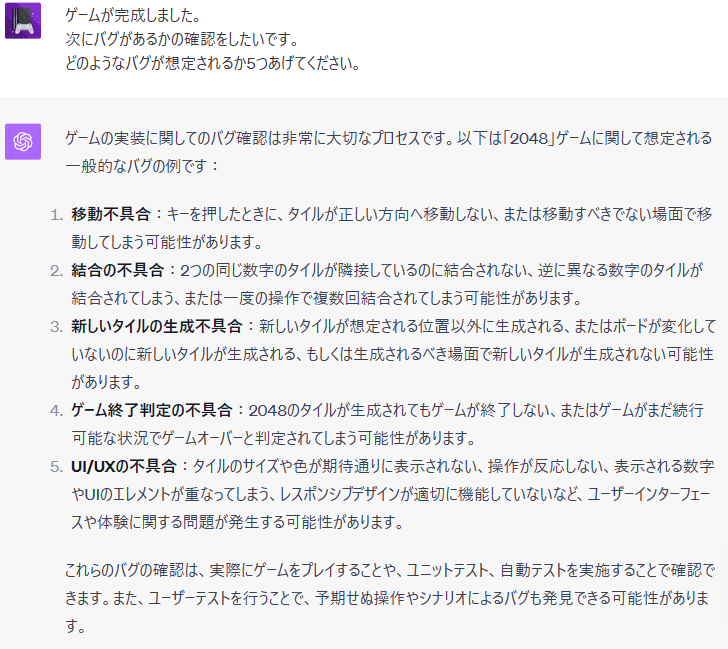 ゲームが完成しました。
次にバグがあるかの確認をしたいです。
どのようなバグが想定されるか5つあげてください。
ゲームの実装に関してのバグ確認は非常に大切なプロセスです。以下は「2048」ゲームに関して想定される
一般的なバグの例です：
1. 移動不具合：キーを押したときに、タイルが正しい方向へ移動しない、または移動すべきでない場面で移
動してしまう可能性があります。
2. 結合の不具合：2つの同じ数字のタイルが隣接しているのに結合されない、逆に異なる数字のタイルが
結合されてしまう、または一度の操作で複数回結合されてしまう可能性があります。
3. 新しいタイルの生成不具合：新しいタイルが想定される位置以外に生成される、またはボードが変化して
いないのに新しいタイルが生成される、もしくは生成されるべき場面で新しいタイルが生成されない可能性
があります。
4. ゲーム終了判定の不具合：2048のタイルが生成されてもゲームが終了しない、またはゲームがまだ続行
可能な状況でゲームオーバーと判定されてしまう可能性があります。
5. UI/UXの不具合：タイルのサイズや色が期待通りに表示されない、操作が反応しない、表示される数字
やUIのエレメントが重なってしまう、レスポンシブデザインが適切に機能していないなど、ユーザーインターフェー
スや体験に関する問題が発生する可能性があります。
これらのバグの確認は、実際にゲームをプレイすることや、ユニットテスト、自動テストを実施することで確認で
きます。また、ユーザーテストを行うことで、予期せぬ操作やシナリオによるバグも発見できる可能性がありま
す。